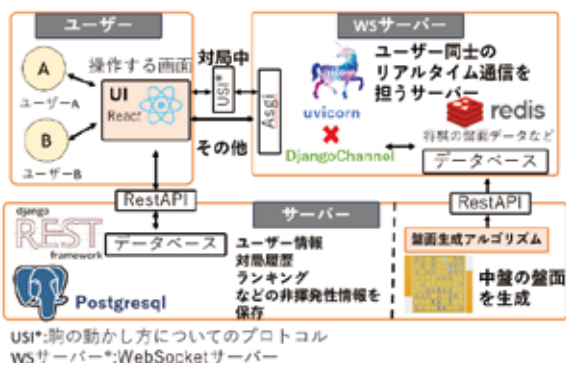 ユーザー
A
操作する画面
ユーザーA
UI
React
B
ユーザーB
対局中
USI*
その他
Asgi
WSサーバー
ユーザー同士の
リアルタイム通信を
担うサーバー
uvicorn
redis
DjangoChannel
将棋の盤面データなど
データベース
RestAPI
RestAPI
サーバー
django
REST
framework
データベース
Postgresql
ユーザー情報
対局履歴
ランキング
などの非揮発性情報を
保存
盤面生成アルゴリズム
中盤の盤面
を生成
USI*:駒の動かし方についてのプロトコル
WSサーバー*:WebSocketサーバー